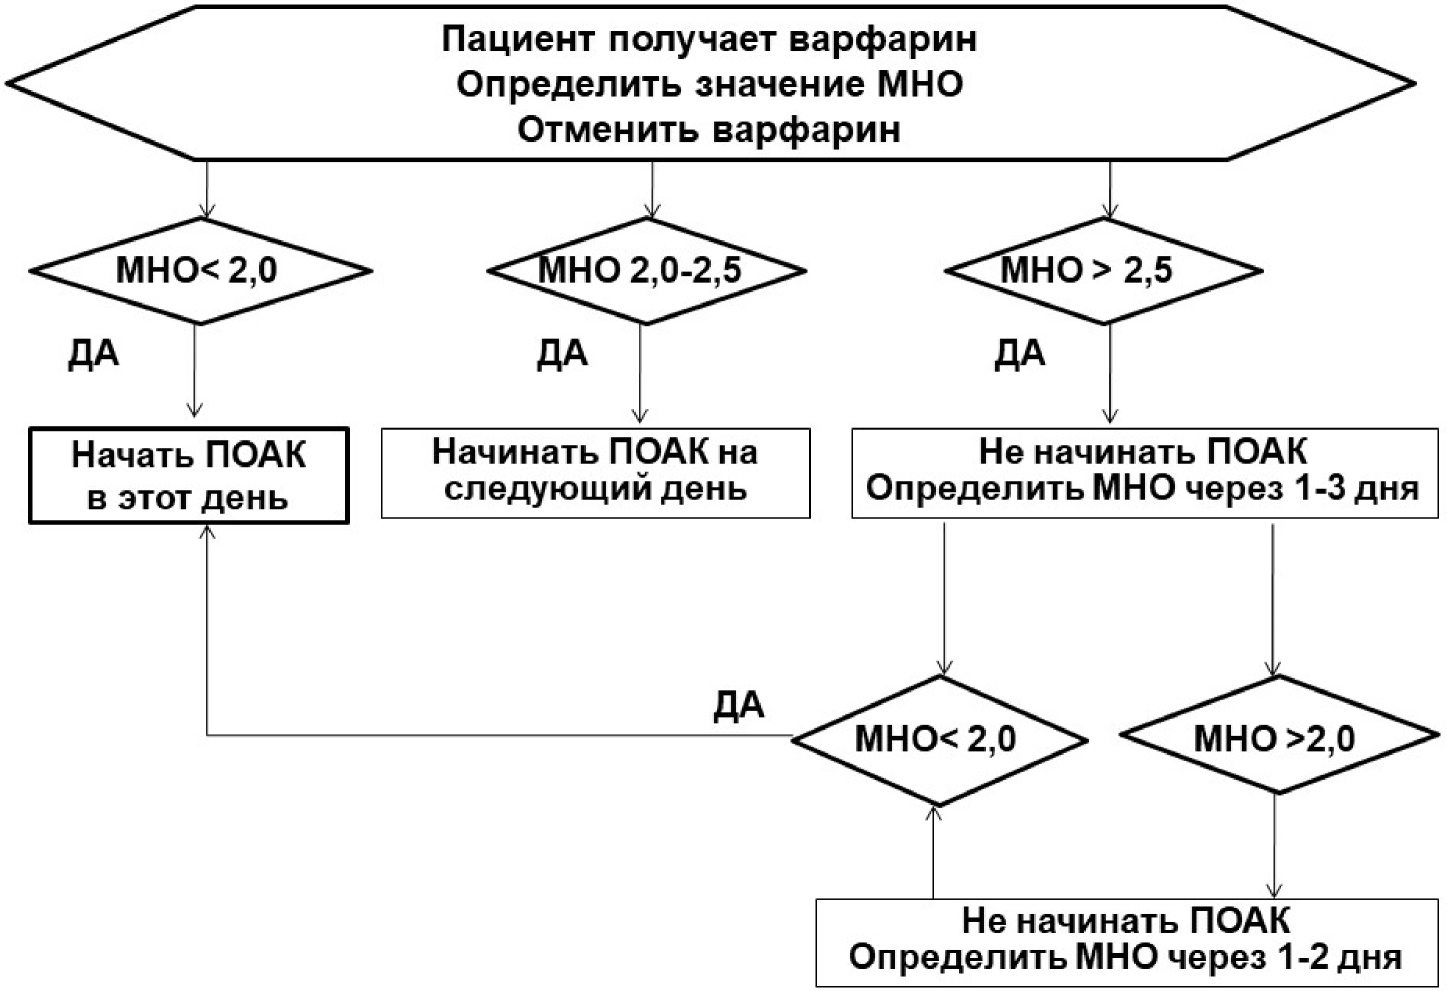 Пациент получает варфарин
Определить значение МНО
Отменить варфарин
МНО< 2,0
МНО 2,0-2,5
МНО > 2,5
ДА
ДА
ДА
Начать ПОАК
в этот день
Начинать ПОАК на
следующий день
Не начинать ПОАК
Определить МНО через 1-3 дня
ДА
МНО< 2,0
МНО >2,0
Не начинать ПОАК
Определить МНО через 1-2 дня